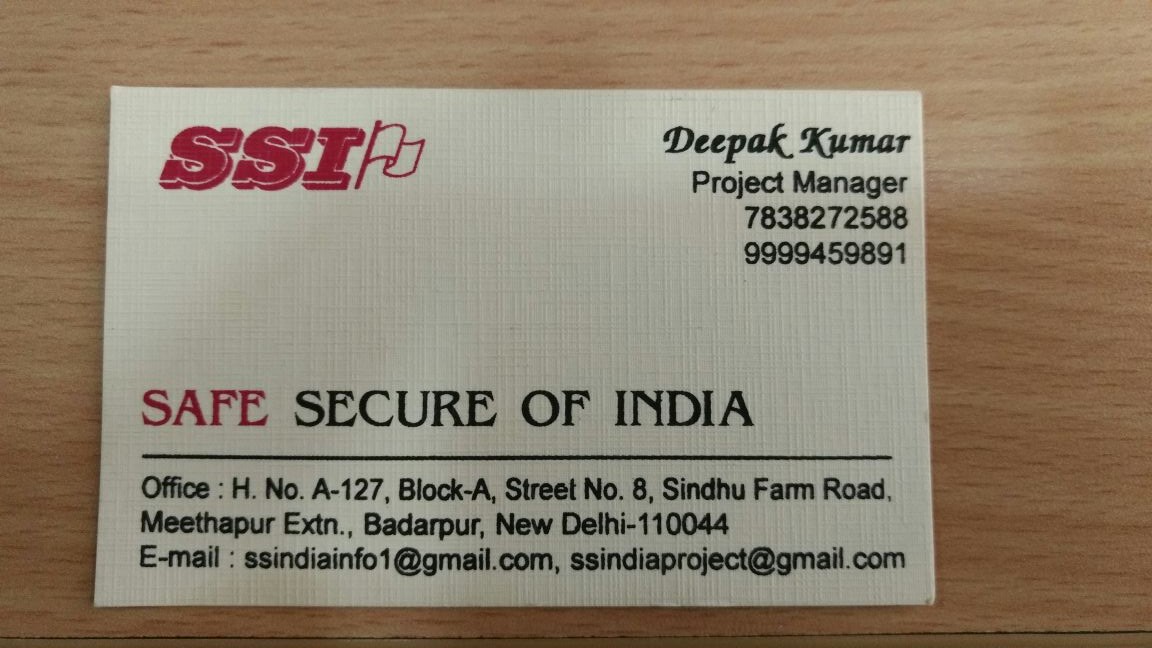 SSI
Deepak Kumar
Project Manager
7838272588
9999459891
SAFE SECURE OF INDIA
Office : H. No. A-127, Block-A, Street No. 8, Sindhu Farm Road,
Meethapur Extn., Badarpur, New Delhi-110044
E-mail : ssindiainfo1@gmail.com, ssindiaproject@gmail.com